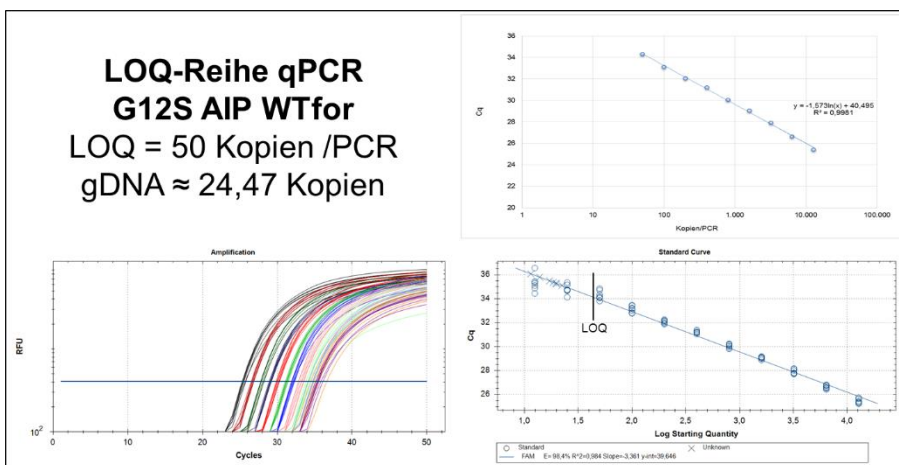 LOQ-Reihe qPCR
G12S AIP WTfor
LOQ = 50 Kopien /PCR
gDNA ≈ 24,47 Kopien
36
34
32
30
28
26
24
22
20
Cq
y = -1,573ln(x) + 40,495
R² = 0,9981
1 10 100 1.000 10.000 100.000
Kopien/PCR
Amplification
RFU
10²
0 10 20 30 40 50
Cycles
Standard Curve
36
34
32
30
28
26
Cq
LOQ
1,0 1,5 2,0 2,5 3,0 3,5 4,0
Log Starting Quantity
Standard Unknown
FAM E= 98,4% R^2=0,984 Slope=-3,361 y-int=39,646